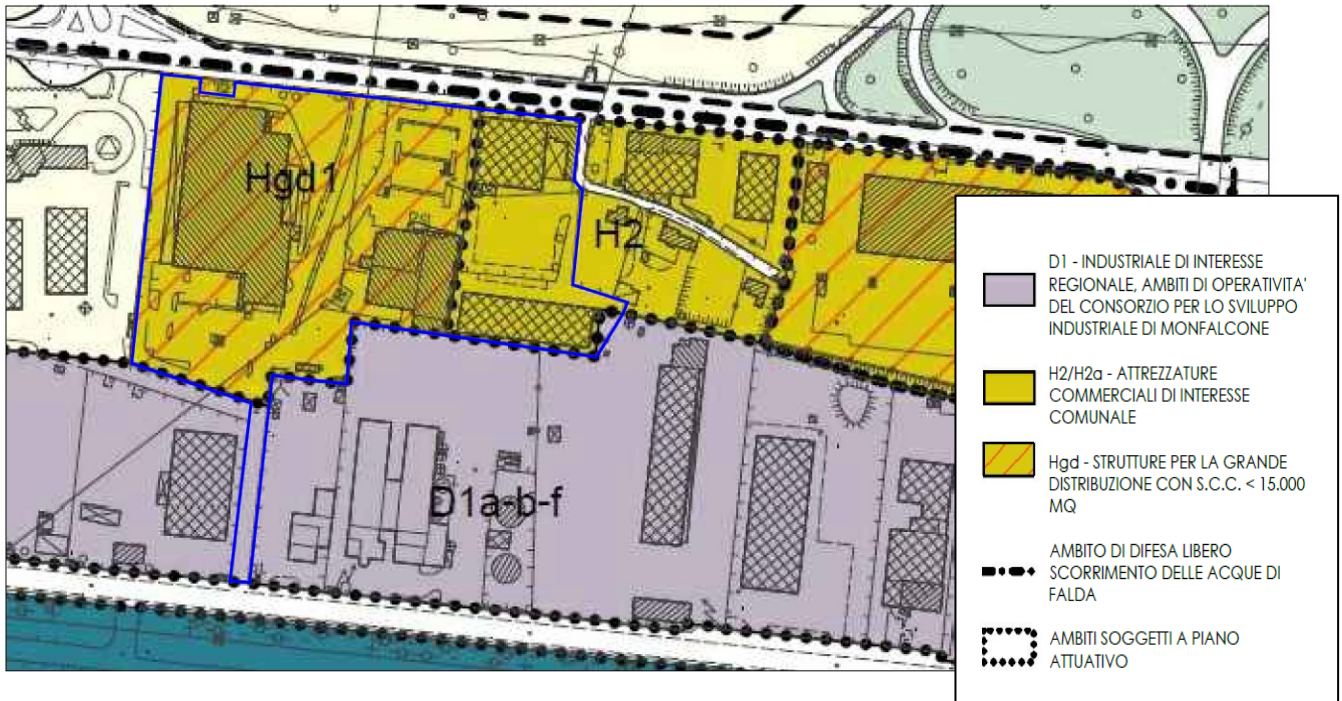 Hgd1
H2
D1a-b-f
D1 - INDUSTRIALE DI INTERESSE
REGIONALE, AMBITI DI OPERATIVITA'
DEL CONSORZIO PER LO SVILUPPO
INDUSTRIALE DI MONFALCONE
H2/H2a - ATTREZZATURE
COMMERCIALI DI INTERESSE
COMUNALE
Hgd - STRUTTURE PER LA GRANDE
DISTRIBUZIONE CON S.C.C. < 15.000
MQ
AMBITO DI DIFESA LIBERO
SCORRIMENTO DELLE ACQUE DI
FALDA
AMBITI SOGGETTI A PIANO
ATTUATIVO